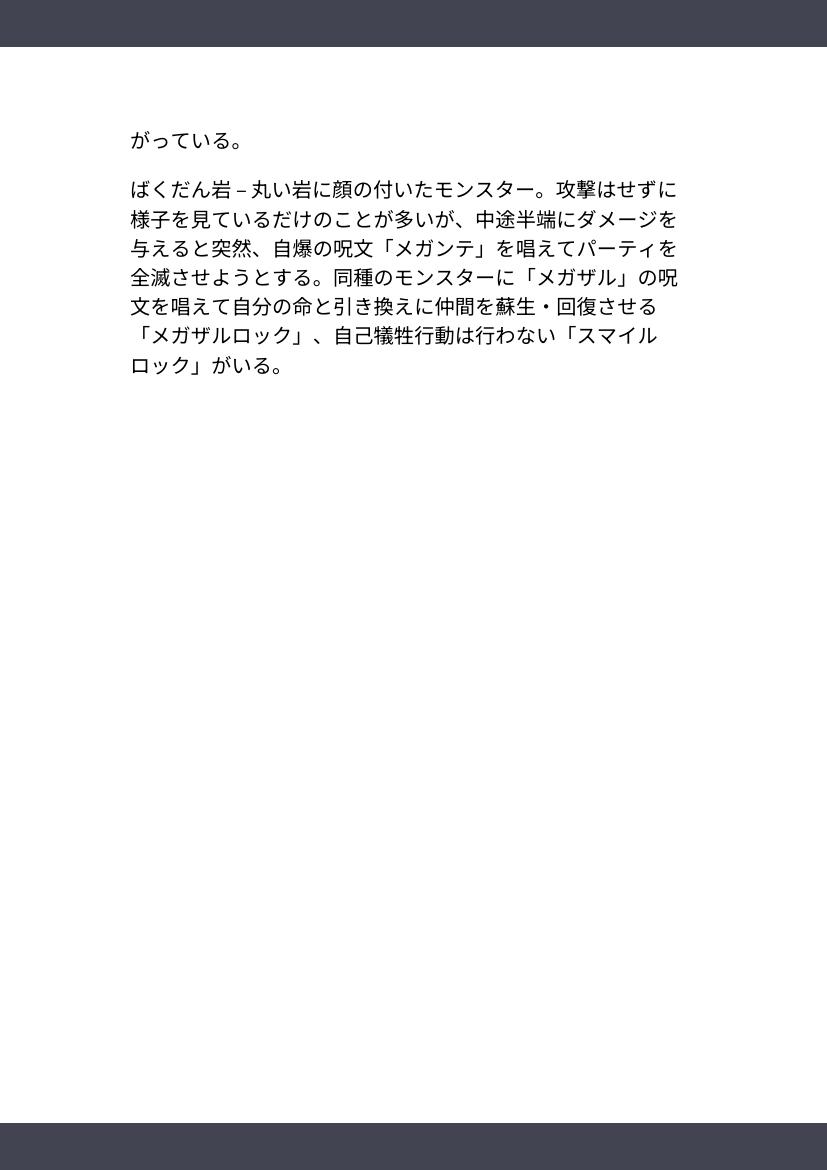 がっている。
ばくだん岩 – 丸い岩に顔の付いたモンスター。攻撃はせずに
様子を見ているだけのことが多いが、中途半端にダメージを
与えると突然、自爆の呪文「メガンテ」を唱えてパーティを
全滅させようとする。同種のモンスターに「メガザル」の呪
文を唱えて自分の命と引き換えに仲間を蘇生・回復させる
「メガザルロック」、自己犠牲行動は行わない「スマイル
ロック」がいる。